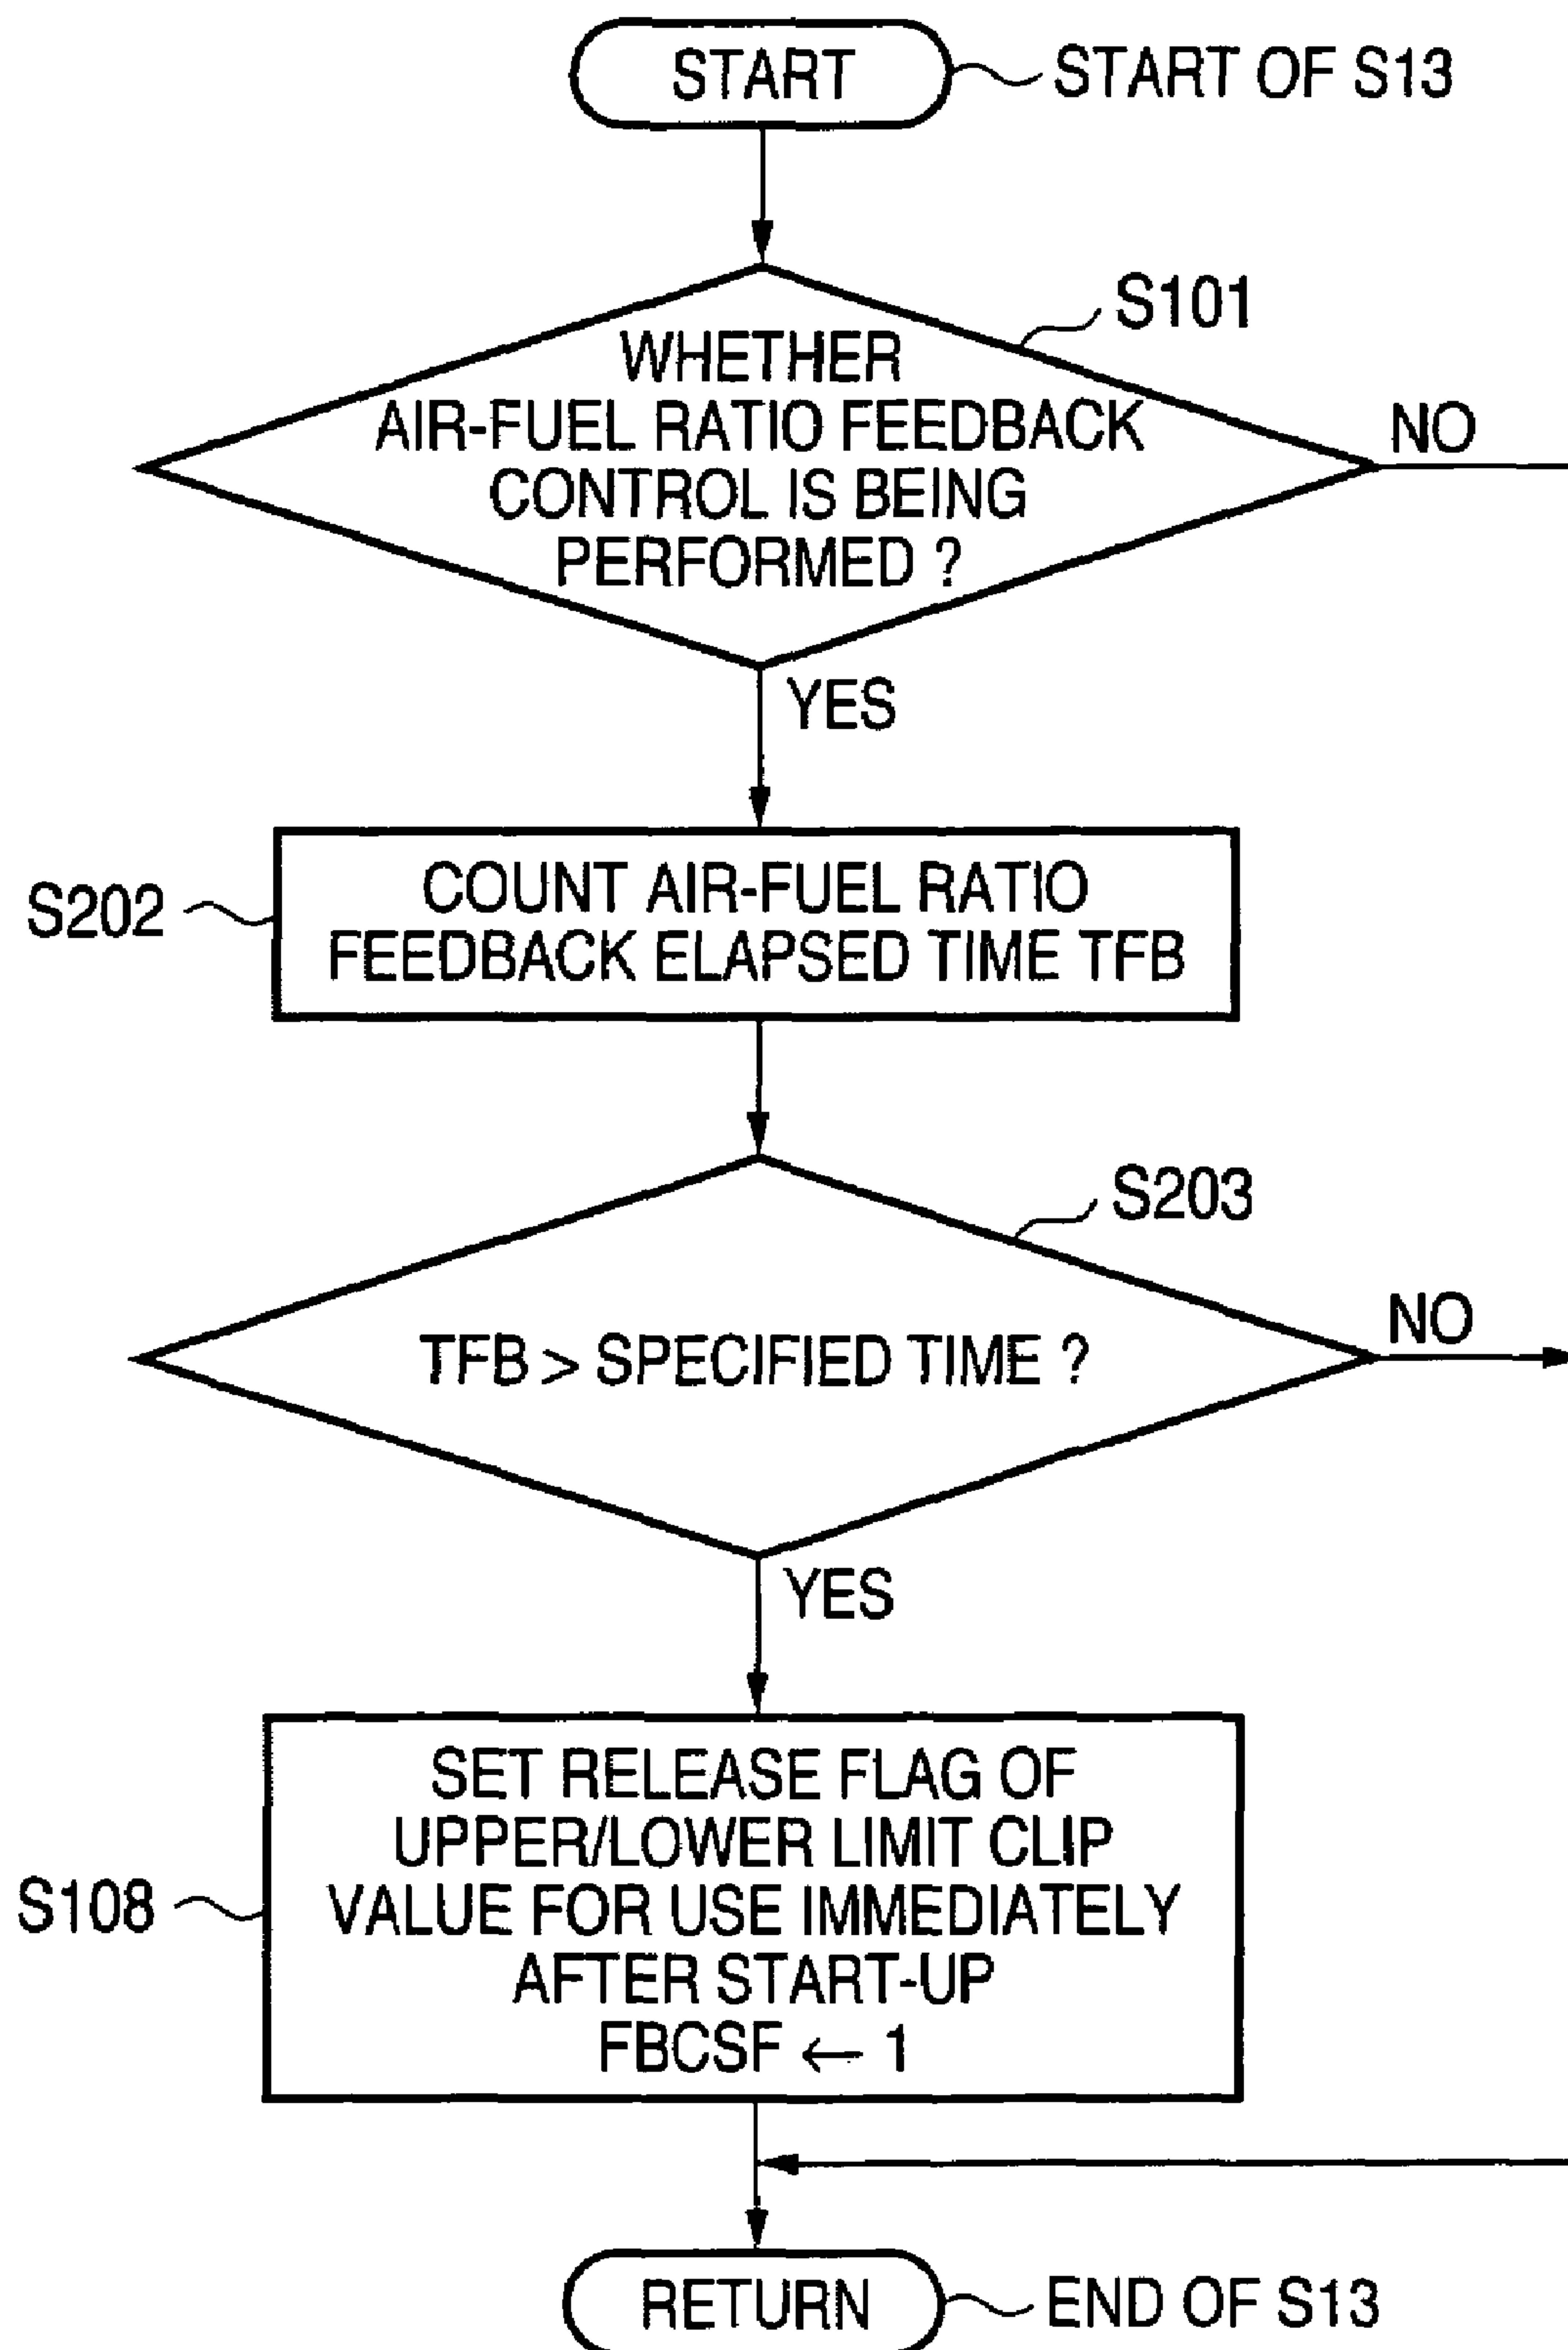 START
START OF S13
S101
WHETHER
AIR-FUEL RATIO FEEDBACK
CONTROL IS BEING
PERFORMED ?
NO
YES
S202
COUNT AIR-FUEL RATIO
FEEDBACK ELAPSED TIME TFB
S203
TFB > SPECIFIED TIME ?
NO
YES
S108
SET RELEASE FLAG OF
UPPER/LOWER LIMIT CLIP
VALUE FOR USE IMMEDIATELY
AFTER START-UP
FBCSF ← 1
RETURN
END OF S13